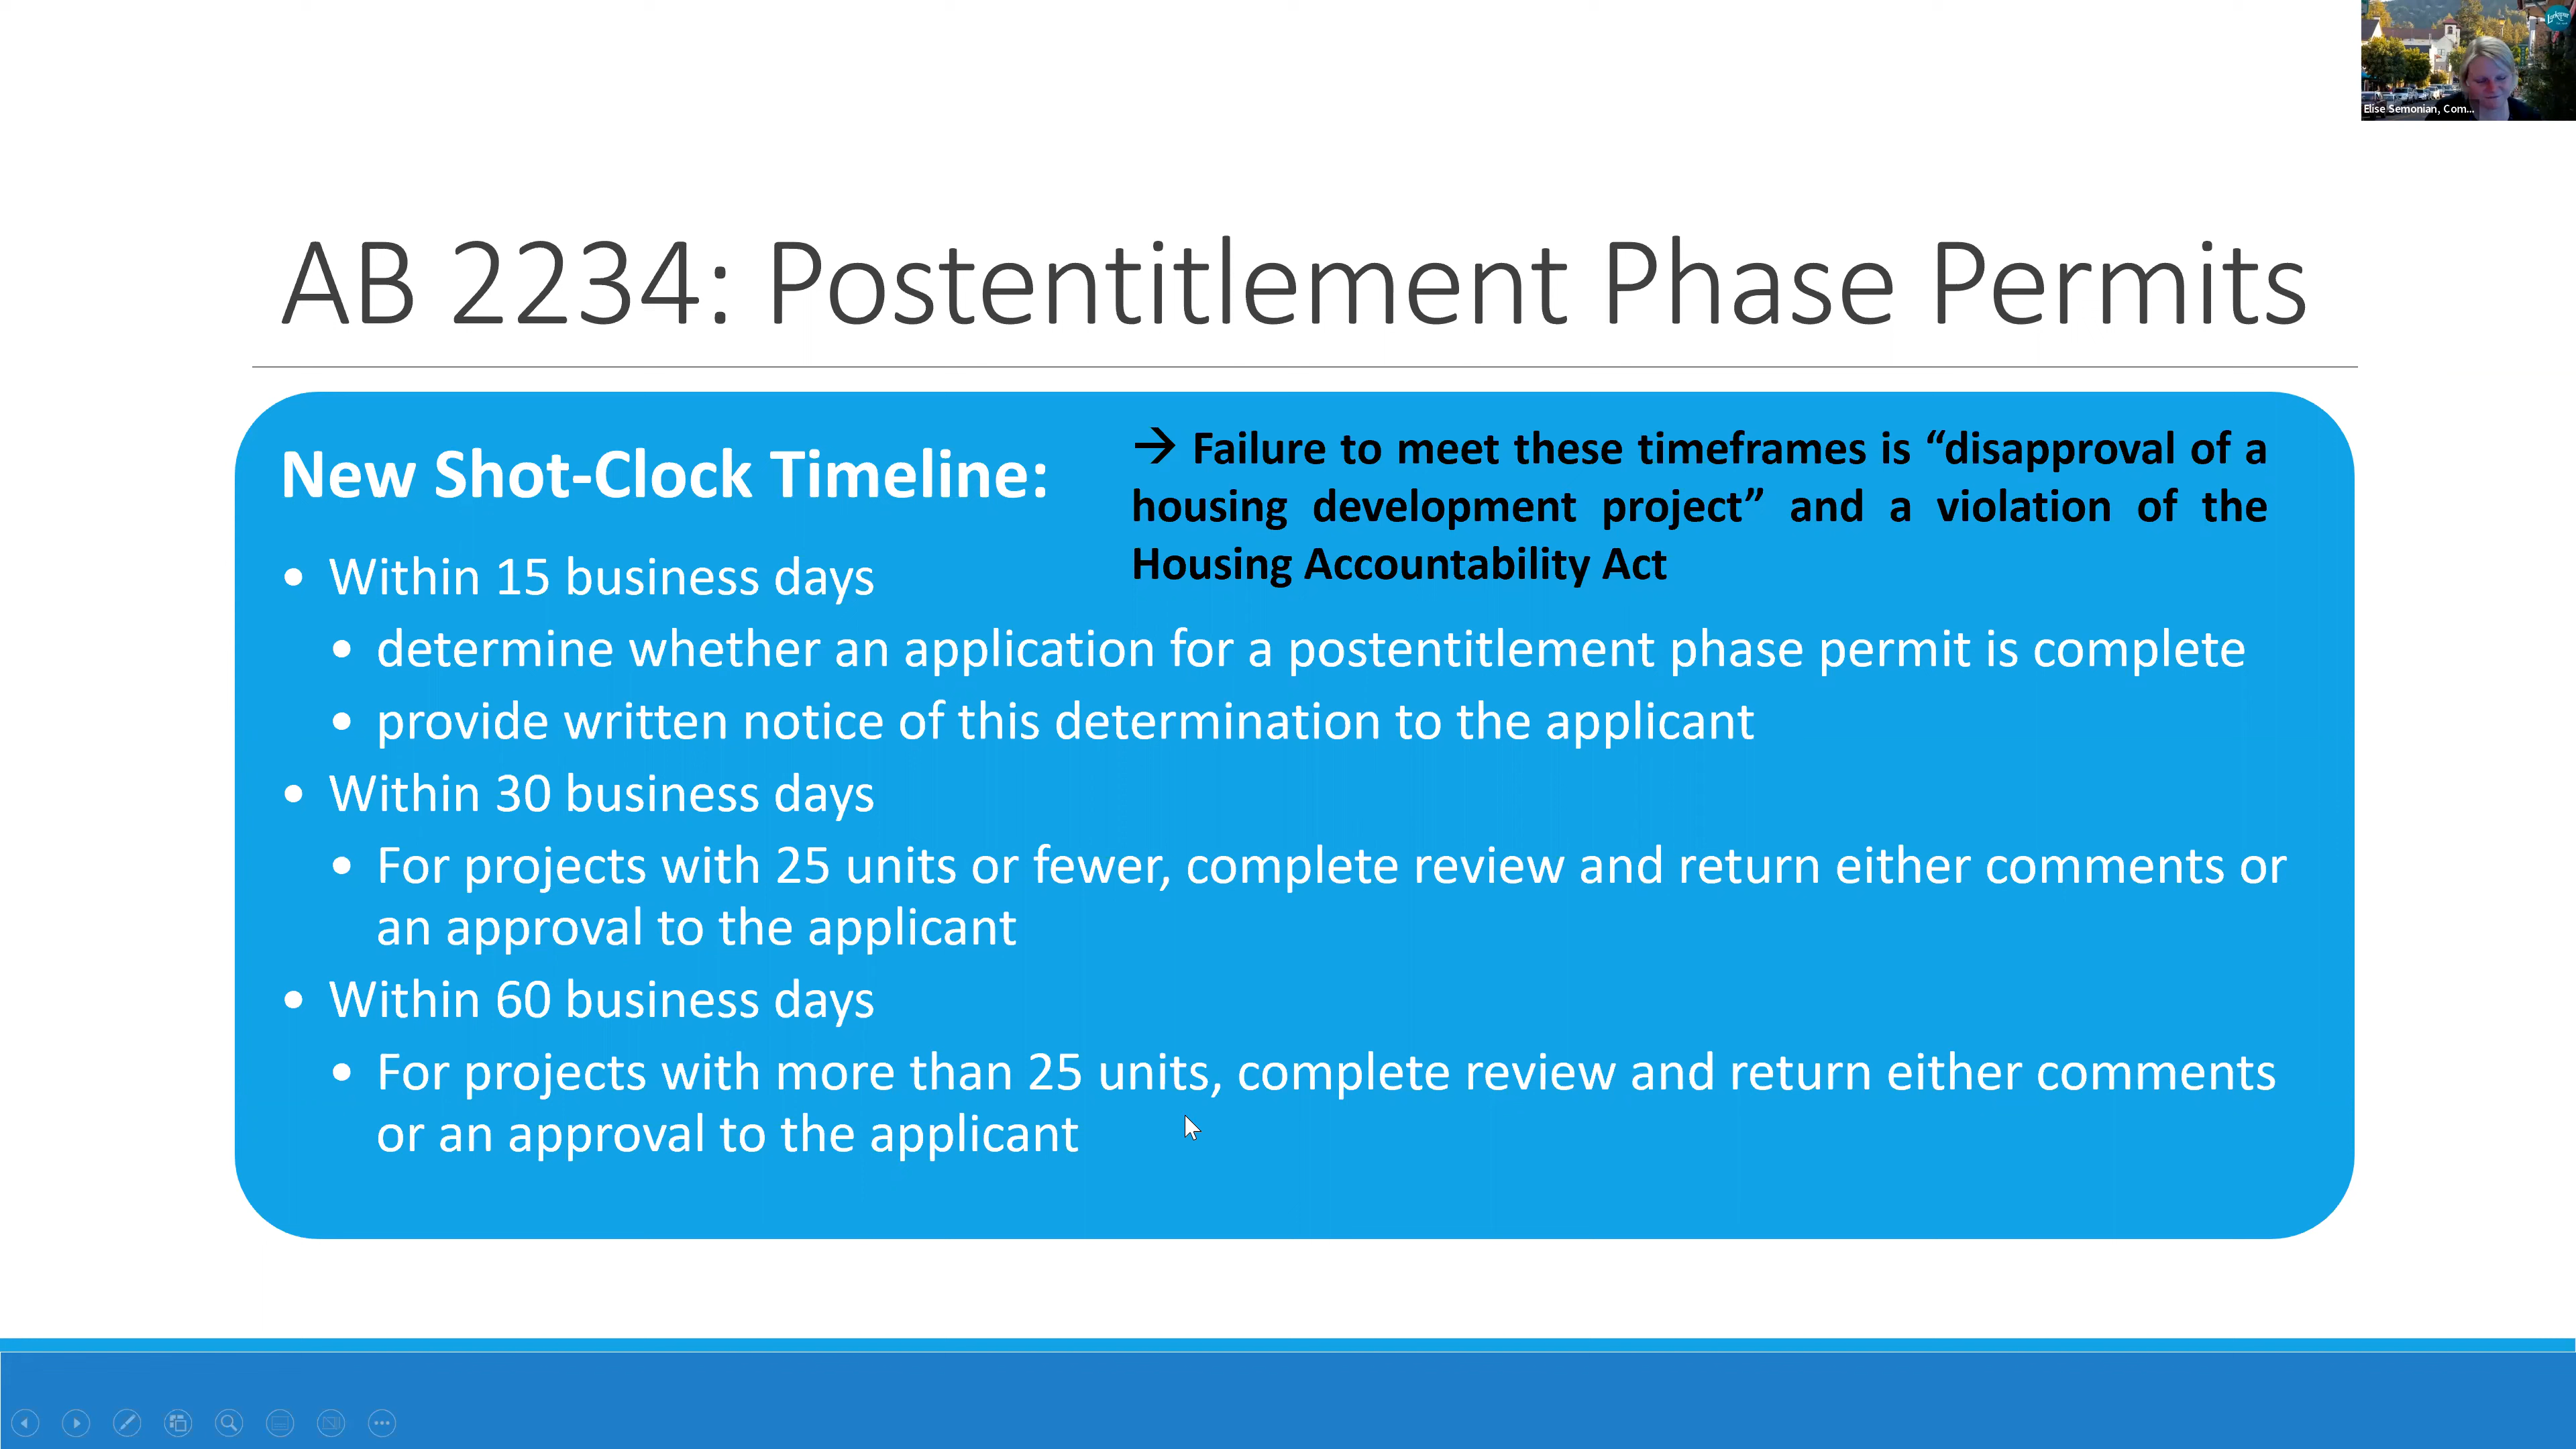 Elise Semonian, Com...
AB 2234: Postentitlement Phase Permits
New Shot-Clock Timeline:
→ Failure to meet these timeframes is “disapproval of a
housing development project” and a violation of the
Housing Accountability Act
• Within 15 business days
• determine whether an application for a postentitlement phase permit is complete
• provide written notice of this determination to the applicant
• Within 30 business days
• For projects with 25 units or fewer, complete review and return either comments or
an approval to the applicant
• Within 60 business days
• For projects with more than 25 units, complete review and return either comments
or an approval to the applicant